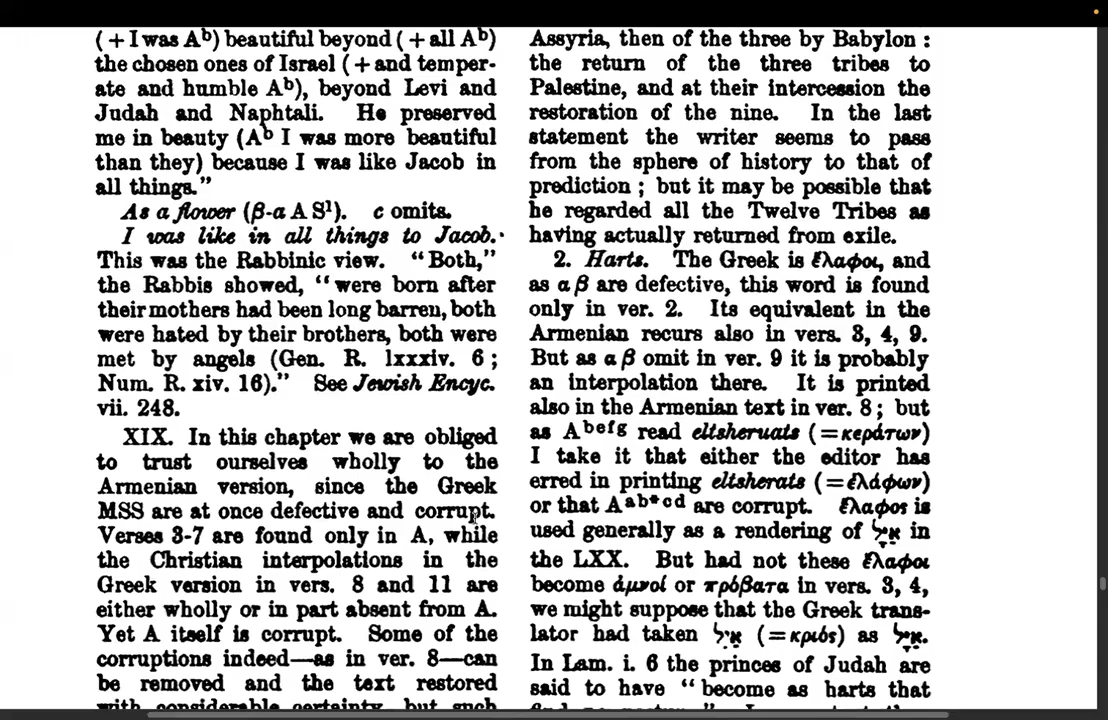 (+I was Aᵇ) beautiful beyond (+all Aᵇ)
the chosen ones of Israel (+and temper-
ate and humble Aᵇ), beyond Levi and
Judah and Naphtali. He preserved
me in beauty (Aᵇ I was more beautiful
than they) because I was like Jacob in
all things.”
As a flower (β-a A S¹). c omits.
I was like in all things to Jacob.
This was the Rabbinic view. “Both,”
the Rabbis showed, “were born after
their mothers had been long barren, both
were hated by their brothers, both were
met by angels (Gen. R. lxxxiv. 6 ;
Num. R. xiv. 16).” See Jewish Encyc.
vii. 248.
XIX. In this chapter we are obliged
to trust ourselves wholly to the
Armenian version, since the Greek
MSS are at once defective and corrupt.
Verses 3-7 are found only in A, while
the Christian interpolations in the
Greek version in vers. 8 and 11 are
either wholly or in part absent from A.
Yet A itself is corrupt. Some of the
corruptions indeed—as in ver. 8—can
be removed and the text restored
with considerable certainty, but such
Assyria, then of the three by Babylon :
the return of the three tribes to
Palestine, and at their intercession the
restoration of the nine. In the last
statement the writer seems to pass
from the sphere of history to that of
prediction ; but it may be possible that
he regarded all the Twelve Tribes as
having actually returned from exile.
2. Harts. The Greek is ἔλαφοι, and
as α β are defective, this word is found
only in ver. 2. Its equivalent in the
Armenian recurs also in vers. 3, 4, 9.
But as α β omit in ver. 9 it is probably
an interpolation there. It is printed
also in the Armenian text in ver. 8 ; but
as Aᵇᵉᶠᵍ read eltsheruats (=κεράτων)
I take it that either the editor has
erred in printing eltsherats (=ἐλάφων)
or that Aᵃᵇ*ᶜᵈ are corrupt. ἔλαφος is
used generally as a rendering of אַיָּל in
the LXX. But had not these ἔλαφοι
become ἀμνοί or πρόβατα in vers. 3, 4,
we might suppose that the Greek trans-
lator had taken אַיִל (=κριός) as אַיָּל.
In Lam. i. 6 the princes of Judah are
said to have “become as harts that